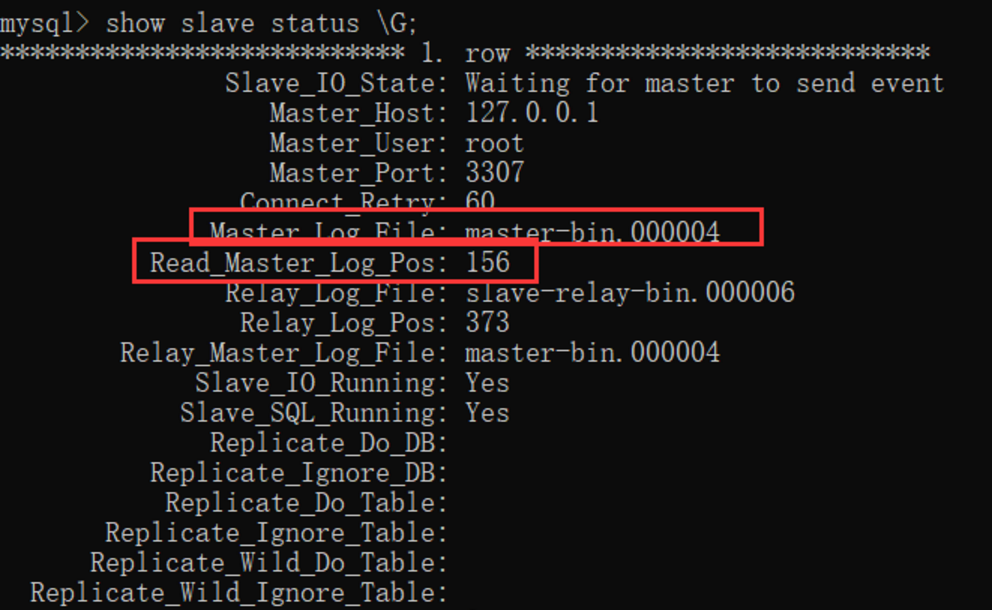 mysql> show slave status \G;
*************************** 1. row ***************************
Slave_IO_State: Waiting for master to send event
Master_Host: 127.0.0.1
Master_User: root
Master_Port: 3307
Connect_Retry: 60
Master_Log_File: master-bin.000004
Read_Master_Log_Pos: 156
Relay_Log_File: slave-relay-bin.000006
Relay_Log_Pos: 373
Relay_Master_Log_File: master-bin.000004
Slave_IO_Running: Yes
Slave_SQL_Running: Yes
Replicate_Do_DB:
Replicate_Ignore_DB:
Replicate_Do_Table:
Replicate_Ignore_Table:
Replicate_Wild_Do_Table:
Replicate_Wild_Ignore_Table: